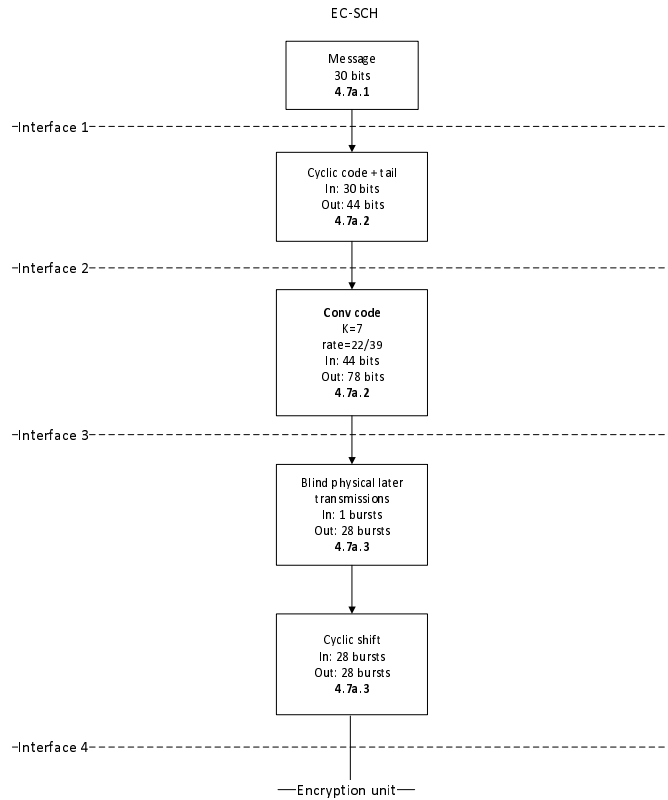 EC-SCH
Message
30 bits
4.7a.1
Interface 1
Cyclic code + tail
In: 30 bits
Out: 44 bits
4.7a.2
Interface 2
Conv code
K=7
rate=22/39
In: 44 bits
Out: 78 bits
4.7a.2
Interface 3
Blind physical later
transmissions
In: 1 bursts
Out: 28 bursts
4.7a.3
Cyclic shift
In: 28 bursts
Out: 28 bursts
4.7a.3
Interface 4
Encryption unit